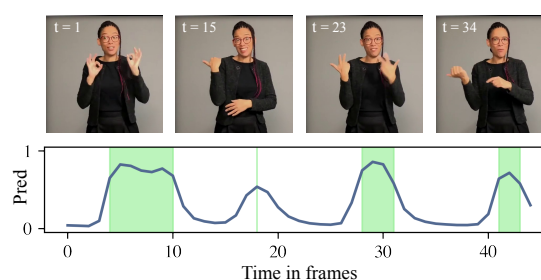 t = 1
t = 15
t = 23
t = 34
1
Pred
0
0
10
20
30
40
Time in frames